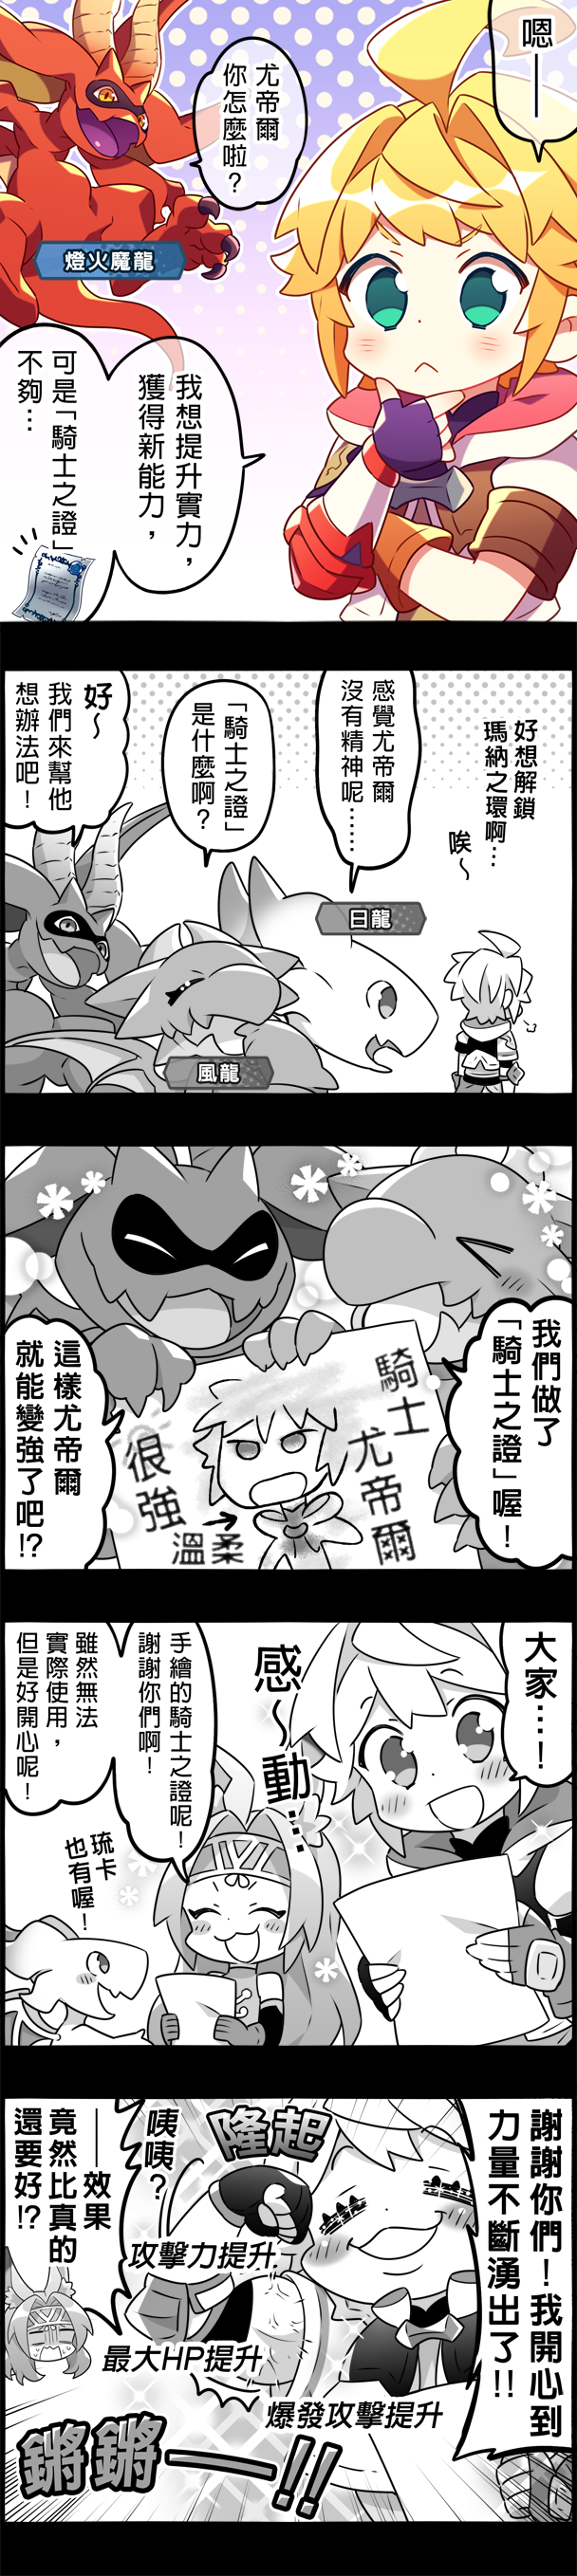 嗯——
尤帝爾
你怎麼啦？
燈火魔龍
我想提升實力，
獲得新能力，
可是「騎士之證」
不夠…
好想解鎖
瑪納之環啊…
唉～
感覺尤帝爾
沒有精神呢……
日龍
「騎士之證」
是什麼啊？
風龍
好～
我們來幫他
想辦法吧！
我們做了
「騎士之證」喔！
騎士
尤帝爾
很強
溫柔
這樣尤帝爾
就能變強了吧!?
大家…！
感～動…
手繪的騎士之證呢！
謝謝你們啊！
雖然無法
實際使用，
但是好開心呢！
琉卡
也有喔！
謝謝你們！我開心到
力量不斷湧出了!!
隆起
咦咦？
——效果
竟然比真的
還要好!?
攻擊力提升
最大HP提升
爆發攻擊提升
鏘鏘—!!